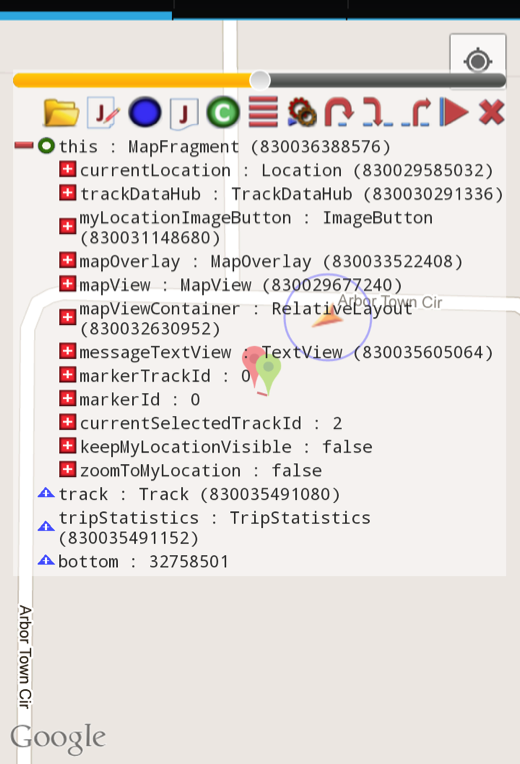 J
J
C
this : MapFragment (830036388576)
currentLocation : Location (830029585032)
trackDataHub : TrackDataHub (830030291336)
myLocationImageButton : ImageButton
(830031148680)
mapOverlay : MapOverlay (830033522408)
mapView : MapView (830029677240)
Arbor Town Cir
mapViewContainer : RelativeLayout
(830032630952)
messageTextView : TextView (830035605064)
markerTrackId : 0
markerId : 0
currentSelectedTrackId : 2
keepMyLocationVisible : false
zoomToMyLocation : false
track : Track (830035491080)
tripStatistics : TripStatistics
(830035491152)
bottom : 32758501
Arbor Town Cir
Google